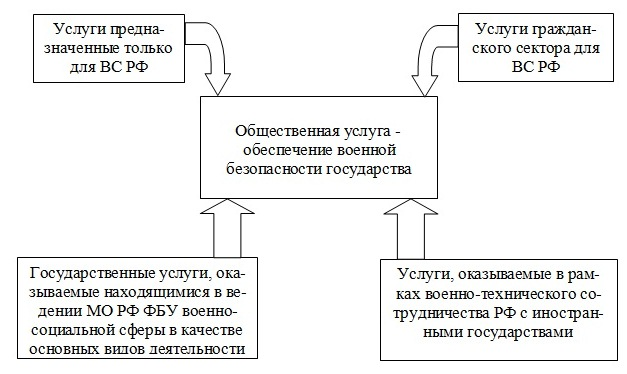 Услуги предна-
значенные только
для ВС РФ
Услуги граждан-
ского сектора для
ВС РФ
Общественная услуга -
обеспечение военной
безопасности государства
Государственные услуги, ока-
зываемые находящимися в ве-
дении МО РФ ФБУ военно-
социальной сферы в качестве
основных видов деятельности
Услуги, оказываемые в рам-
ках военно-технического со-
трудничества РФ с иностран-
ными государствами